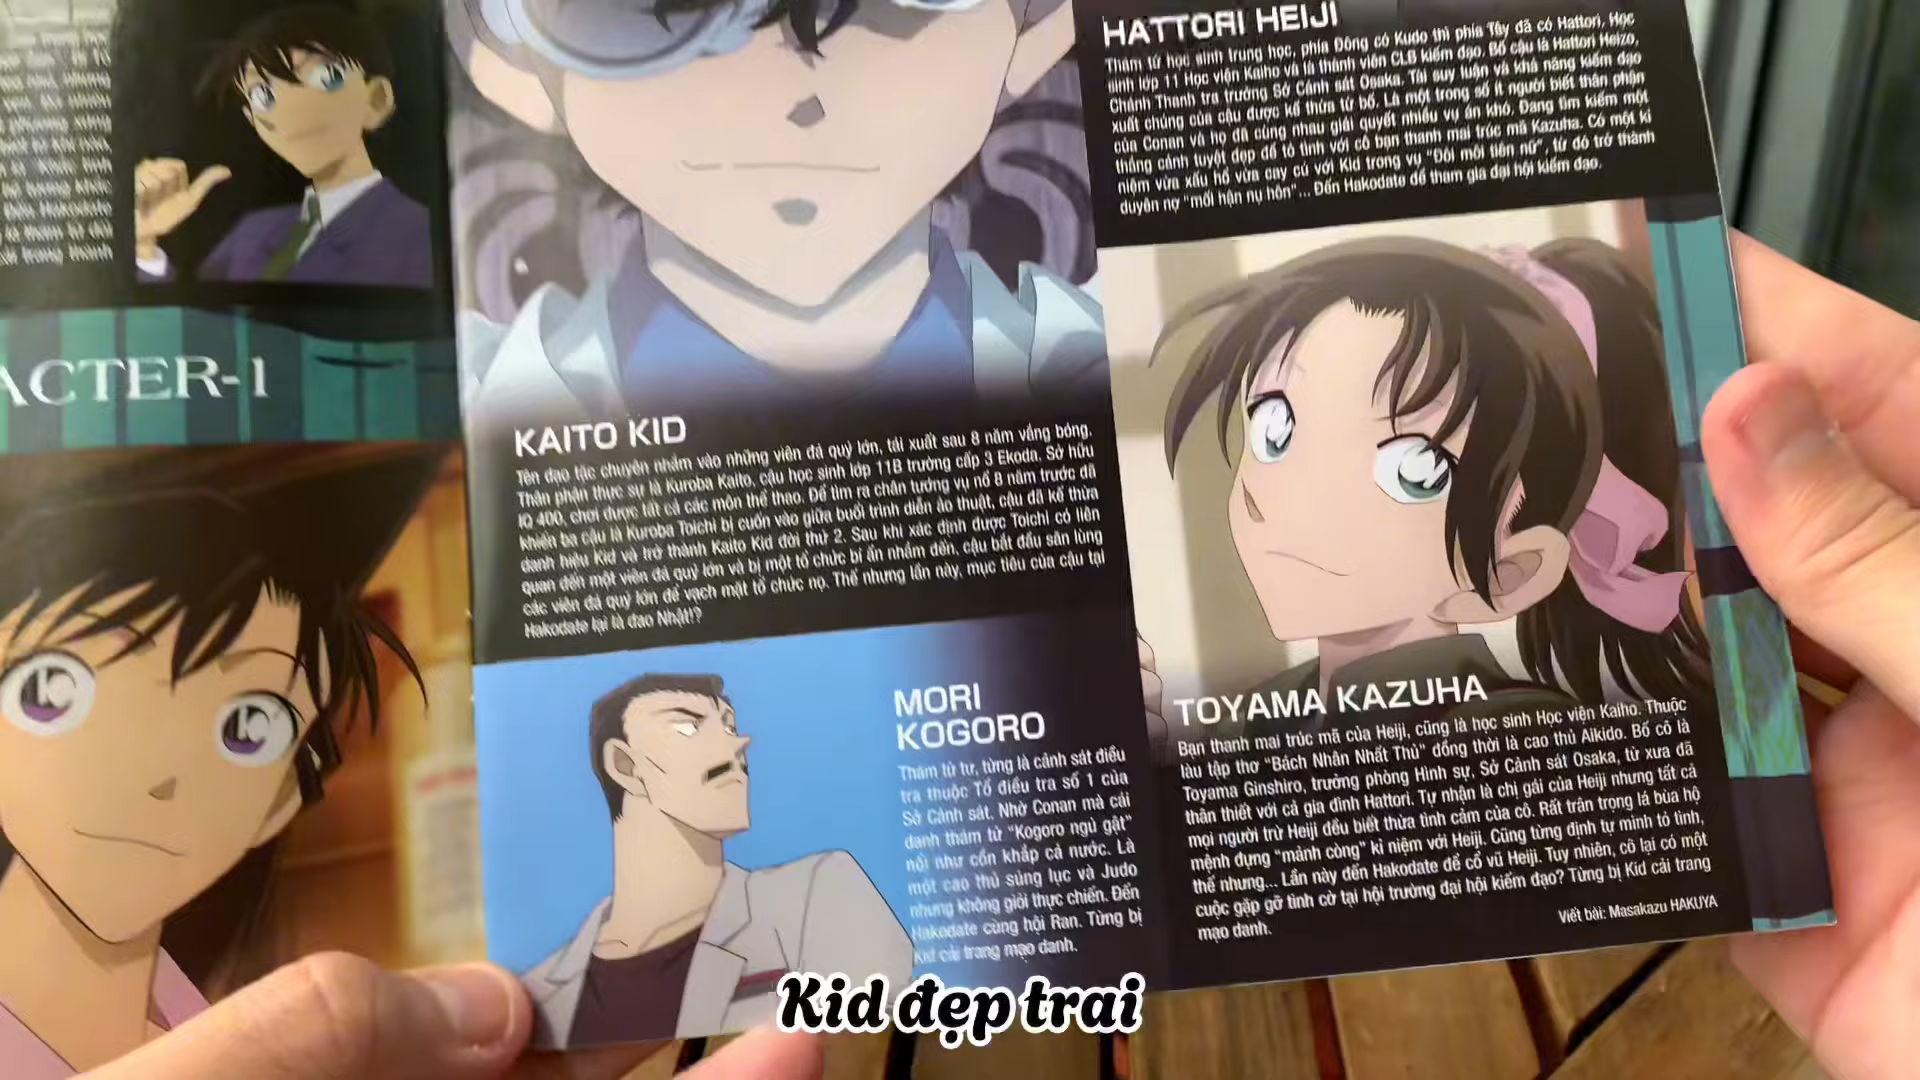 ACTER-1
KAITO KID
Tên đạo tặc chuyên nhắm vào những viên đá quý lớn, tái xuất sau 8 năm vắng bóng.
Thân phận thực sự là Kuroba Kaito, cậu học sinh lớp 11B trường cấp 3 Ekoda. Sở hữu
IQ 400, chơi được tất cả các môn thể thao. Để tìm ra chân tướng vụ nổ 8 năm trước đã
khiến ba cậu là Kuroba Toichi bị cuốn vào giữa buổi trình diễn ảo thuật, cậu đã kế thừa
danh hiệu Kid và trở thành Kaito Kid đời thứ 2. Sau khi xác định được Toichi có liên
quan đến một viên đá quý lớn và bị một tổ chức bí ẩn nhắm đến, cậu bắt đầu săn lùng
các viên đá quý lớn để vạch mặt tổ chức nọ. Thế nhưng lần này, mục tiêu của cậu tại
Hakodate lại là đao Nhật!?
MORI
KOGORO
Thám tử tư, từng là cảnh sát điều
tra thuộc Tổ điều tra số 1 của
Sở Cảnh sát. Nhờ Conan mà cái
danh thám tử "Kogoro ngủ gật"
nổi như cồn khắp cả nước. Là
một cao thủ súng lục và Judo
nhưng không giỏi thực chiến. Đến
Hakodate cùng hội Ran. Từng bị
Kid cải trang mạo danh.
HATTORI HEIJI
Thám tử học sinh trung học, phía Đông có Kudo thì phía Tây đã có Hattori. Học
sinh lớp 11 Học viện Kaiho và là thành viên CLB kiếm đạo. Bố cậu là Hattori Heizo,
Chánh Thanh tra trưởng Sở Cảnh sát Osaka. Tài suy luận và khả năng kiếm đạo
xuất chúng của cậu được kế thừa từ bố. Là một trong số ít người biết thân phận
của Conan và họ đã cùng nhau giải quyết nhiều vụ án khó. Đang tìm kiếm một
thắng cảnh tuyệt đẹp để tỏ tình với cô bạn thanh mai trúc mã Kazuha. Có một kỉ
niệm vừa xấu hổ vừa cay cú với Kid trong vụ "Đôi môi tiên nữ", từ đó trở thành
duyên nợ "mối hận nụ hôn"... Đến Hakodate để tham gia đại hội kiếm đạo.
TOYAMA KAZUHA
Bạn thanh mai trúc mã của Heiji, cũng là học sinh Học viện Kaiho. Thuộc
làu tập thơ "Bách Nhân Nhất Thủ" đồng thời là cao thủ Aikido. Bố cô là
Toyama Ginshiro, trưởng phòng Hình sự, Sở Cảnh sát Osaka, từ xưa đã
thân thiết với cả gia đình Hattori. Tự nhận là chị gái của Heiji nhưng tất cả
mọi người trừ Heiji đều biết thừa tình cảm của cô. Rất trân trọng lá bùa hộ
mệnh đựng "mảnh còng" kỉ niệm với Heiji. Cũng từng định tự mình tỏ tình,
thế nhưng... Lần này đến Hakodate để cổ vũ Heiji. Tuy nhiên, cô lại có một
cuộc gặp gỡ tình cờ tại hội trường đại hội kiếm đạo? Từng bị Kid cải trang
mạo danh.
Viết bài: Masakazu HAKUYA
Kid đẹp trai